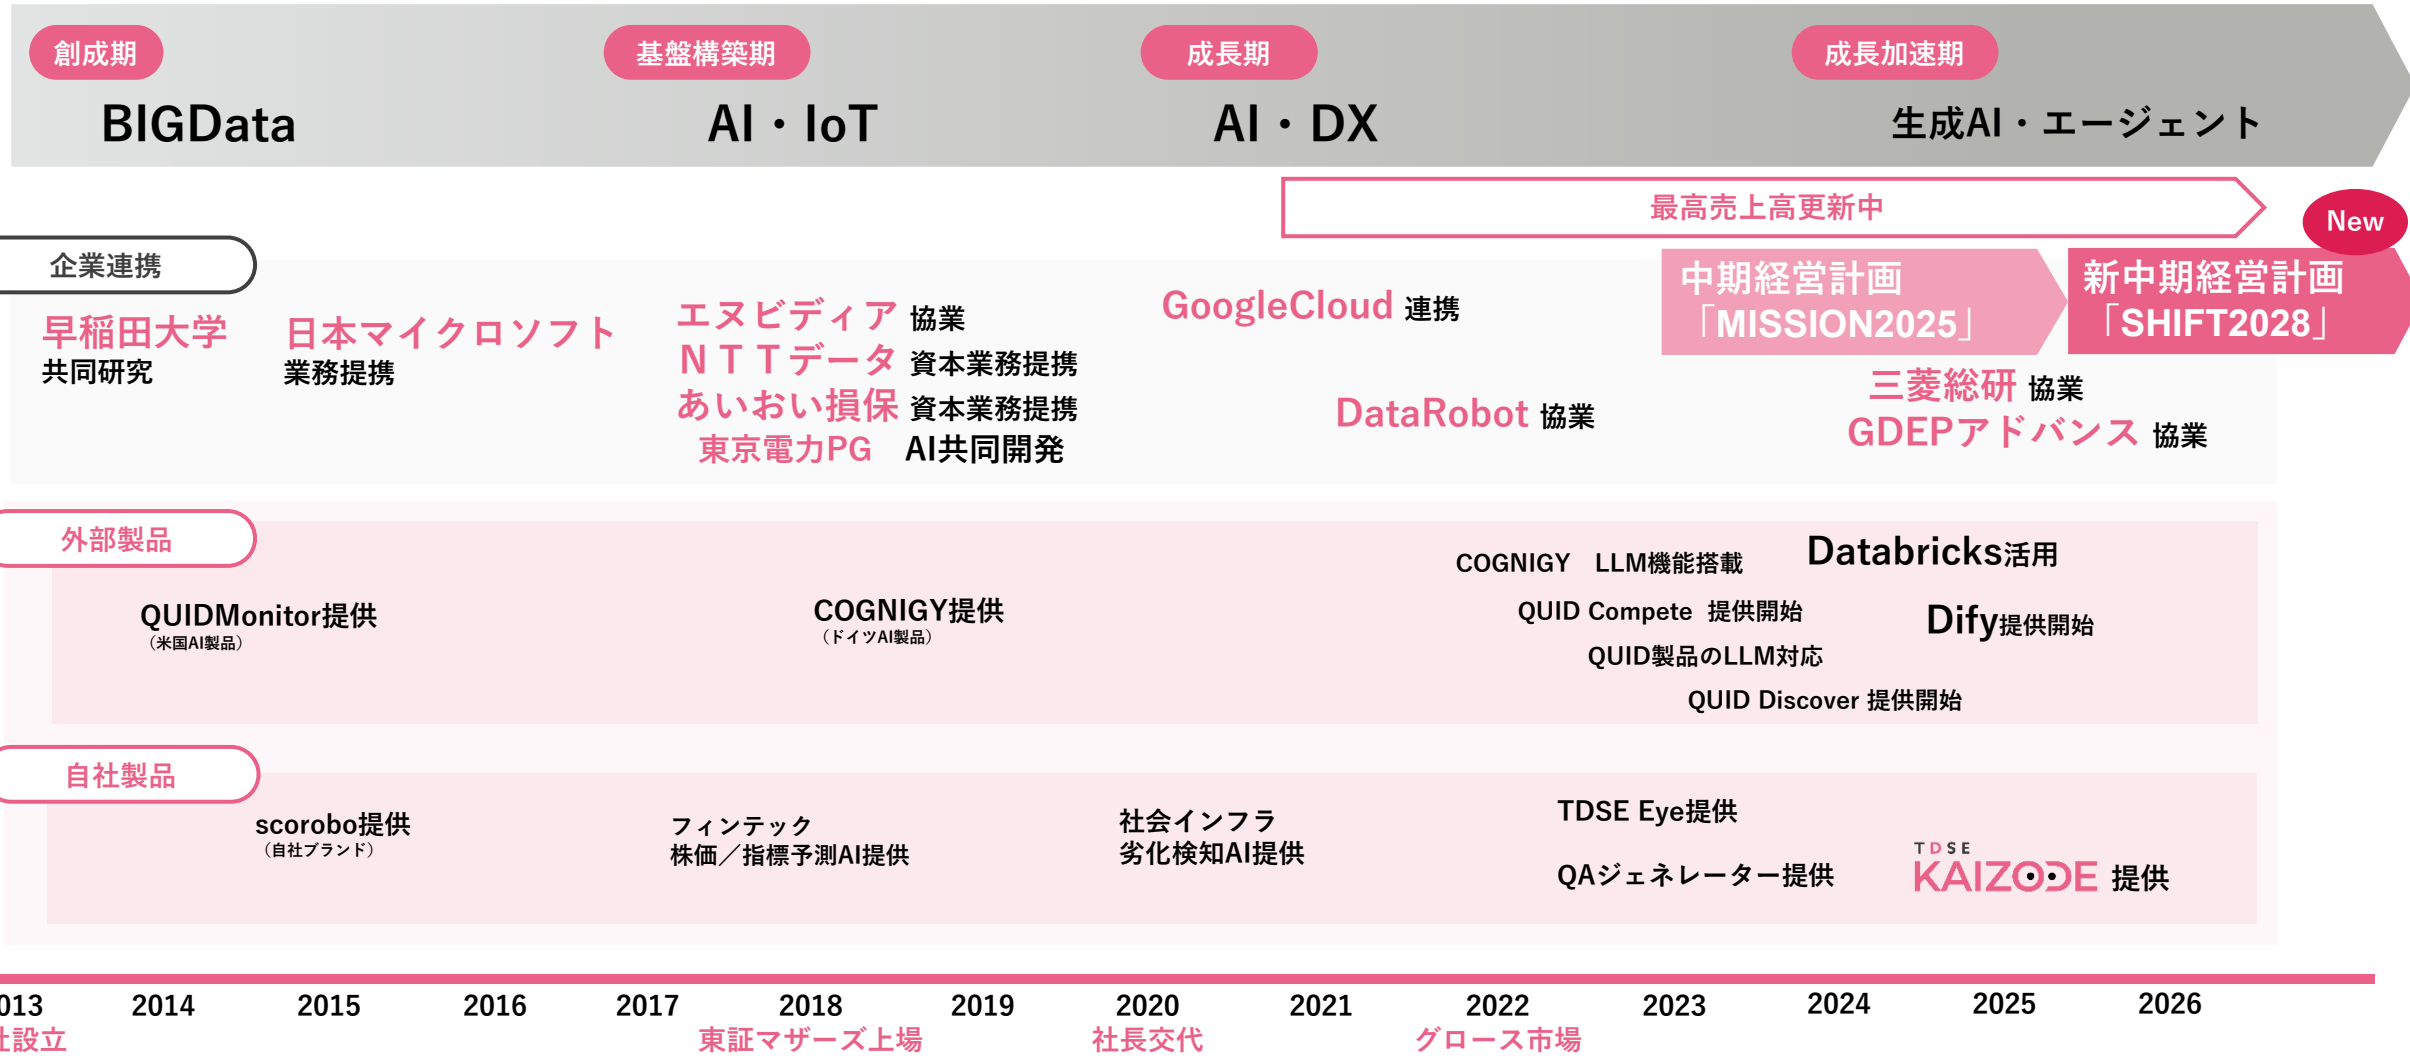 創成期
基盤構築期
成長期
成長加速期
BIGData
AI・IoT
AI・DX
生成AI・エージェント
最高売上高更新中
New
企業連携
中期経営計画
「MISSION2025」
新中期経営計画
「SHIFT2028」
早稲田大学
共同研究
日本マイクロソフト
業務提携
エヌビディア 協業
NTTデータ 資本業務提携
あいおい損保 資本業務提携
東京電力PG AI共同開発
GoogleCloud 連携
DataRobot 協業
三菱総研 協業
GDEPアドバンス 協業
外部製品
QUIDMonitor提供
（米国AI製品）
COGNIGY提供
（ドイツAI製品）
COGNIGY LLM機能搭載
QUID Compete 提供開始
QUID製品のLLM対応
QUID Discover 提供開始
Databricks活用
Dify提供開始
自社製品
scorobo提供
（自社ブランド）
フィンテック
株価／指標予測AI提供
社会インフラ
劣化検知AI提供
TDSE Eye提供
QAジェネレーター提供
TDSE
KAIZODE 提供
013 2014 2015 2016 2017 2018 2019 2020 2021 2022 2023 2024 2025 2026
社設立 東証マザーズ上場 社長交代 グロース市場